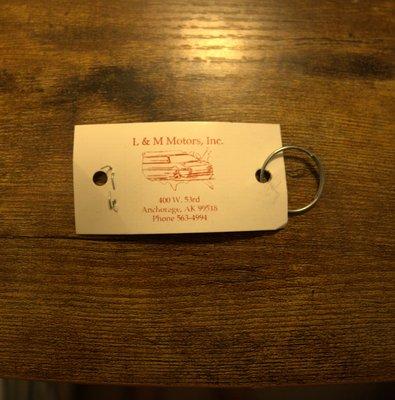 L & M Motors, Inc.
400 W. 53rd
Anchorage, AK 99518
Phone 563-4994